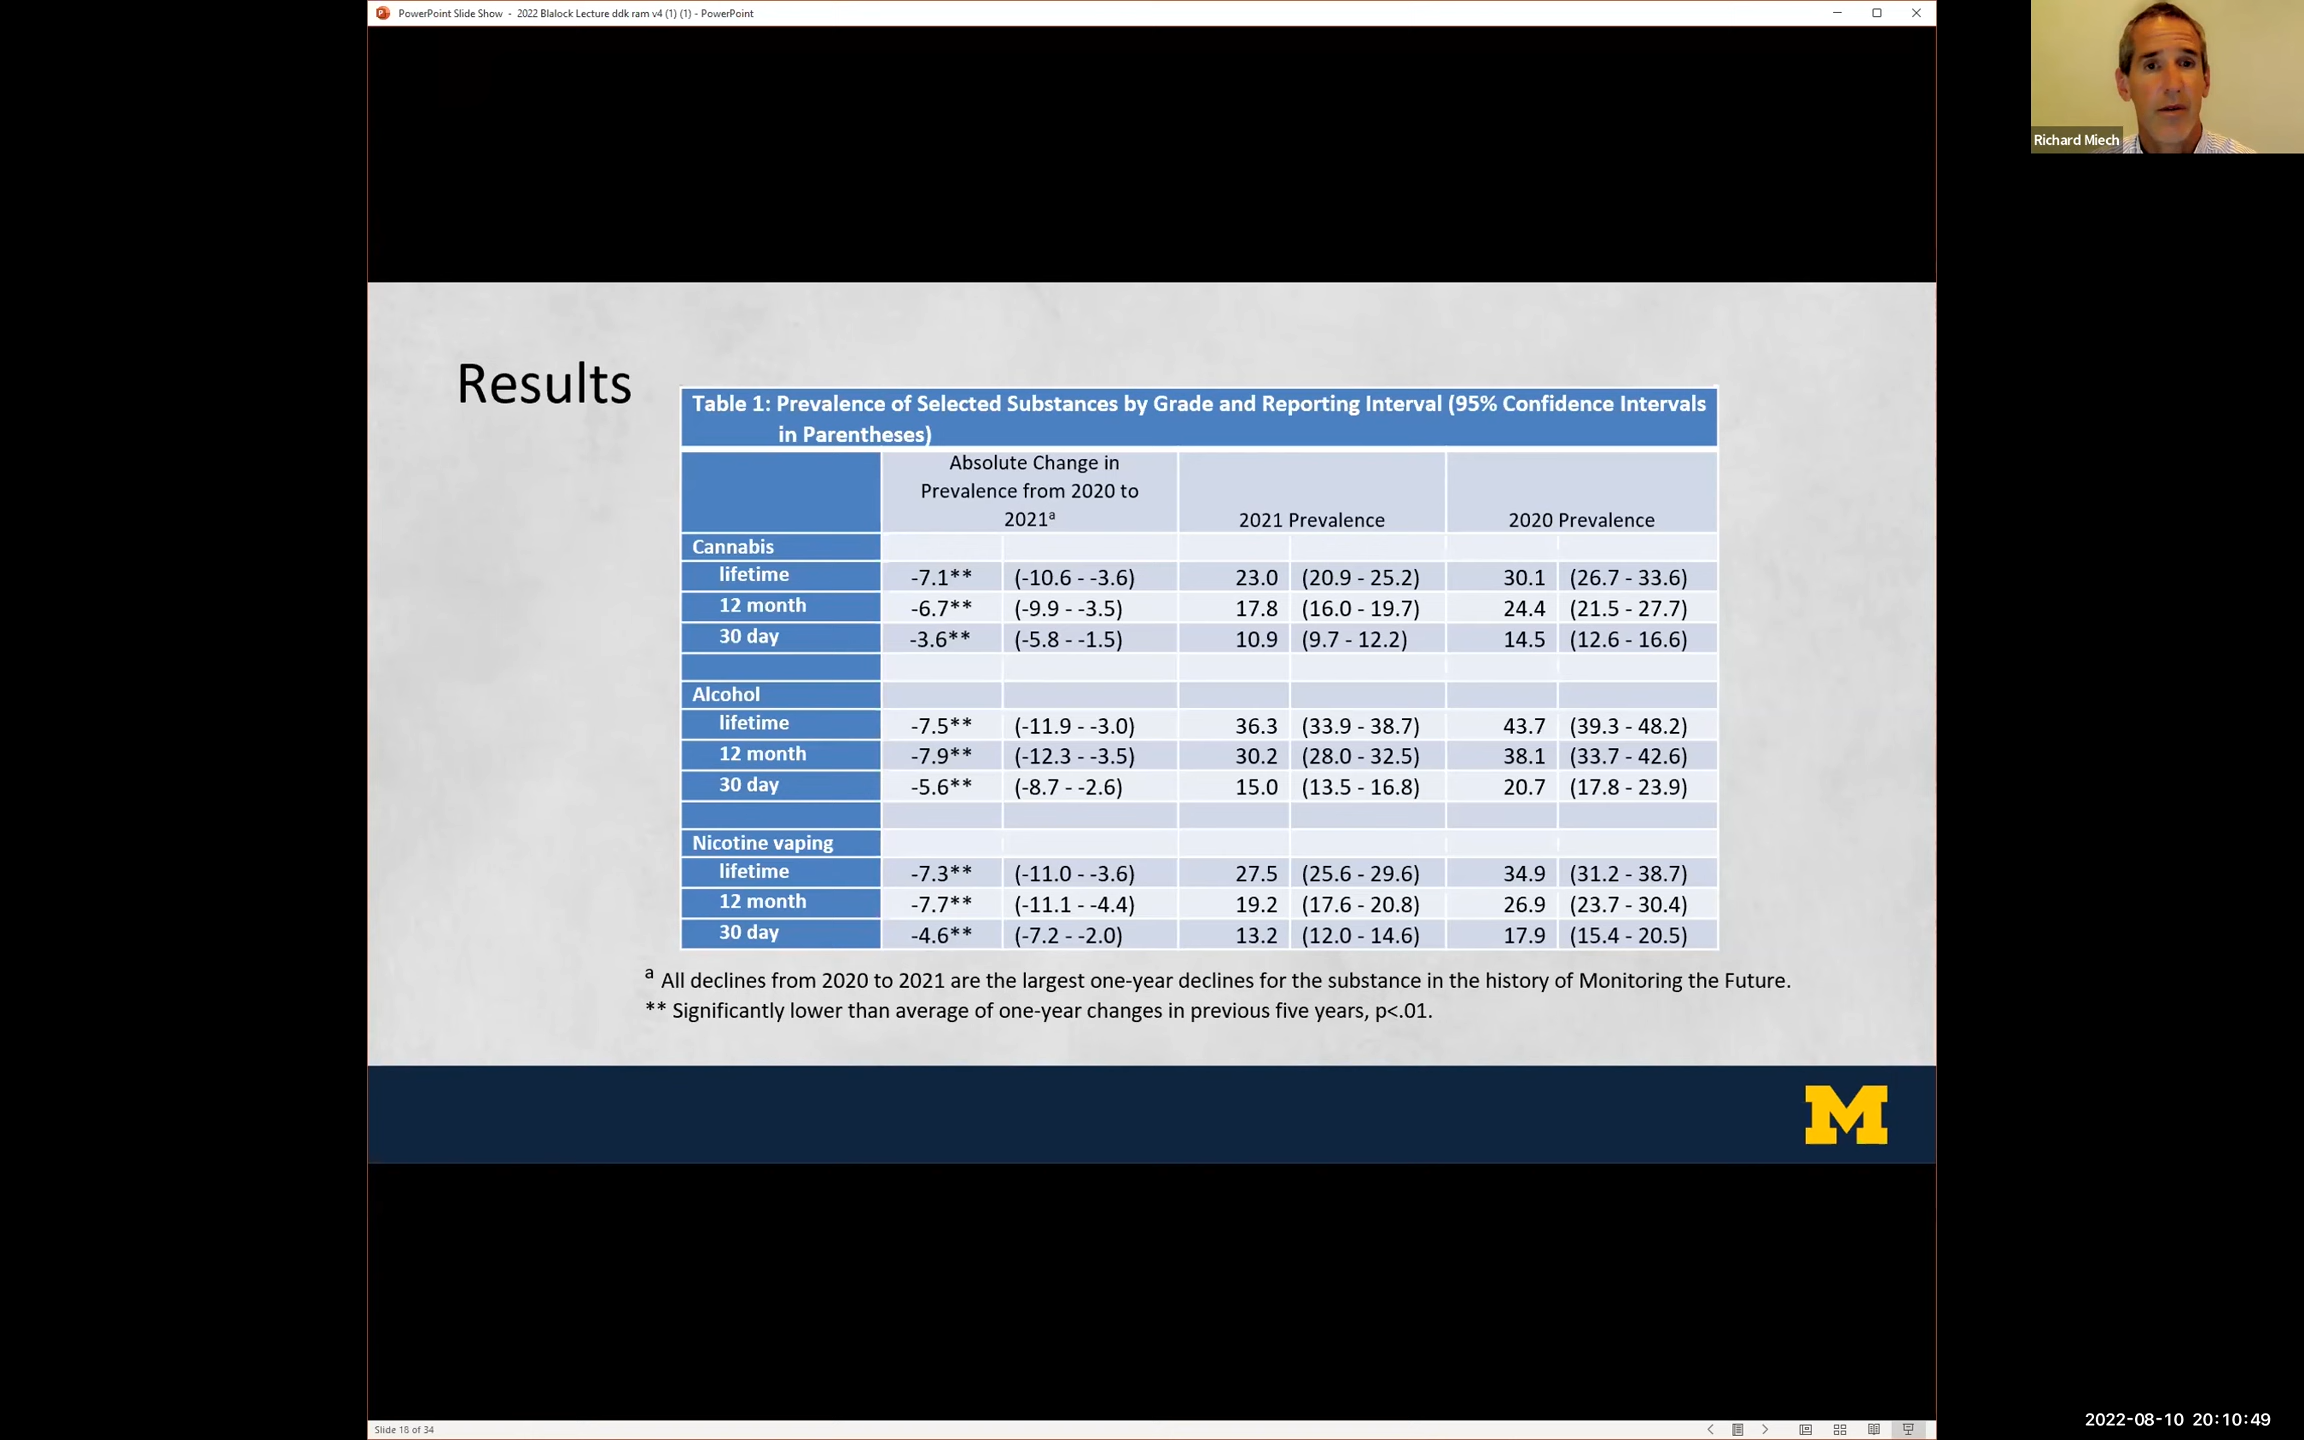 PowerPoint Slide Show - 2022 Blalock Lecture ddk ram v4 (1) (1) - PowerPoint
Richard Miech
Results
Table 1: Prevalence of Selected Substances by Grade and Reporting Interval (95% Confidence Intervals
in Parentheses)
Absolute Change in
Prevalence from 2020 to
2021ᵃ
2021 Prevalence
2020 Prevalence
Cannabis
lifetime -7.1** (-10.6 - -3.6) 23.0 (20.9 - 25.2) 30.1 (26.7 - 33.6)
12 month -6.7** (-9.9 - -3.5) 17.8 (16.0 - 19.7) 24.4 (21.5 - 27.7)
30 day -3.6** (-5.8 - -1.5) 10.9 (9.7 - 12.2) 14.5 (12.6 - 16.6)
Alcohol
lifetime -7.5** (-11.9 - -3.0) 36.3 (33.9 - 38.7) 43.7 (39.3 - 48.2)
12 month -7.9** (-12.3 - -3.5) 30.2 (28.0 - 32.5) 38.1 (33.7 - 42.6)
30 day -5.6** (-8.7 - -2.6) 15.0 (13.5 - 16.8) 20.7 (17.8 - 23.9)
Nicotine vaping
lifetime -7.3** (-11.0 - -3.6) 27.5 (25.6 - 29.6) 34.9 (31.2 - 38.7)
12 month -7.7** (-11.1 - -4.4) 19.2 (17.6 - 20.8) 26.9 (23.7 - 30.4)
30 day -4.6** (-7.2 - -2.0) 13.2 (12.0 - 14.6) 17.9 (15.4 - 20.5)
ᵃ All declines from 2020 to 2021 are the largest one-year declines for the substance in the history of Monitoring the Future.
** Significantly lower than average of one-year changes in previous five years, p<.01.
M
Slide 18 of 34
2022-08-10 20:10:49